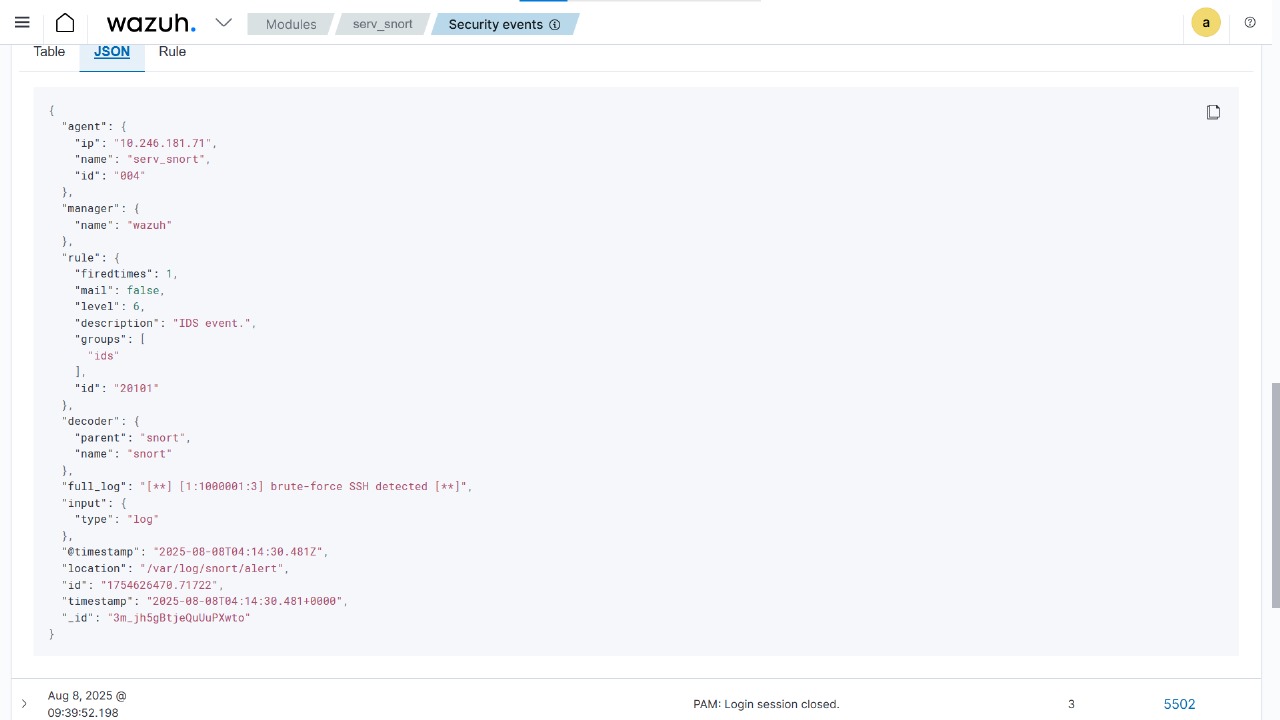 wazuh.
Modules
serv_snort
Security events
a
Table
JSON
Rule
{
"agent": {
"ip": "10.246.181.71",
"name": "serv_snort",
"id": "004"
},
"manager": {
"name": "wazuh"
},
"rule": {
"firedtimes": 1,
"mail": false,
"level": 6,
"description": "IDS event.",
"groups": [
"ids"
],
"id": "20101"
},
"decoder": {
"parent": "snort",
"name": "snort"
},
"full_log": "[**] [1:1000001:3] brute-force SSH detected [**]",
"input": {
"type": "log"
},
"@timestamp": "2025-08-08T04:14:30.481Z",
"location": "/var/log/snort/alert",
"id": "1754626470.71722",
"timestamp": "2025-08-08T04:14:30.481+0000",
"_id": "3m_jh5gBtjeQuUuPXwto"
}
Aug 8, 2025 @
09:39:52.198
PAM: Login session closed.
3
5502